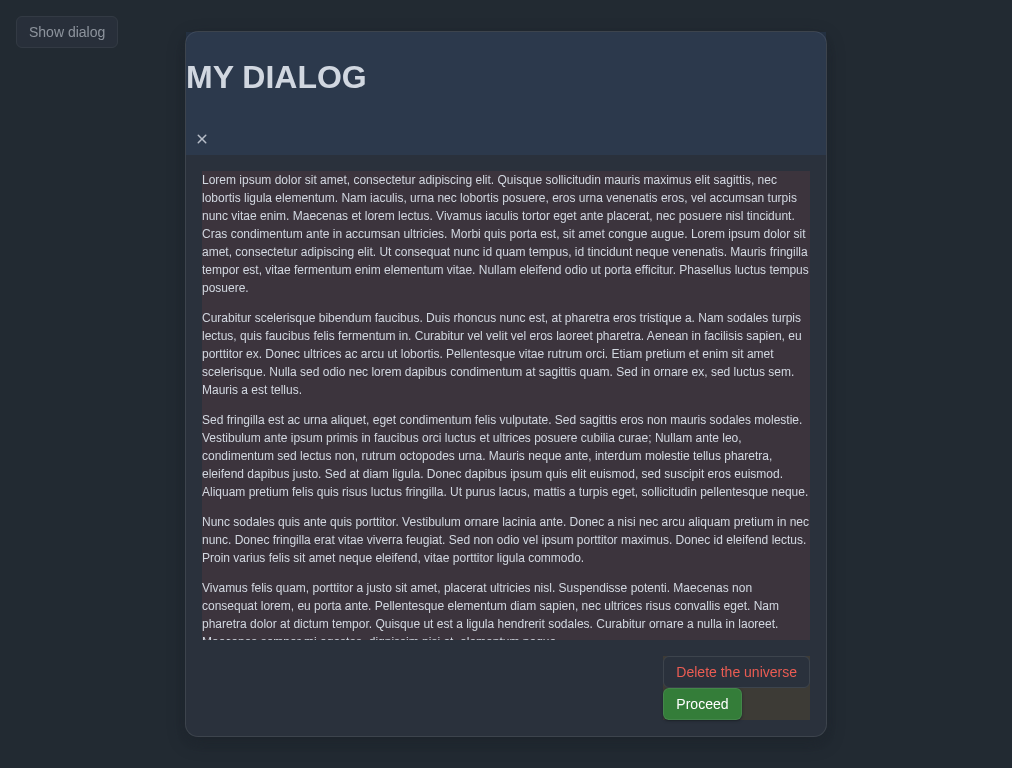 Show dialog
MY DIALOG
✕
Lorem ipsum dolor sit amet, consectetur adipiscing elit. Quisque sollicitudin mauris maximus elit sagittis, nec
lobortis ligula elementum. Nam iaculis, urna nec lobortis posuere, eros urna venenatis eros, vel accumsan turpis
nunc vitae enim. Maecenas et lorem lectus. Vivamus iaculis tortor eget ante placerat, nec posuere nisl tincidunt.
Cras condimentum ante in accumsan ultricies. Morbi quis porta est, sit amet congue augue. Lorem ipsum dolor sit
amet, consectetur adipiscing elit. Ut consequat nunc id quam tempus, id tincidunt neque venenatis. Mauris fringilla
tempor est, vitae fermentum enim elementum vitae. Nullam eleifend odio ut porta efficitur. Phasellus luctus tempus
posuere.
Curabitur scelerisque bibendum faucibus. Duis rhoncus nunc est, at pharetra eros tristique a. Nam sodales turpis
lectus, quis faucibus felis fermentum in. Curabitur vel velit vel eros laoreet pharetra. Aenean in facilisis sapien, eu
porttitor ex. Donec ultrices ac arcu ut lobortis. Pellentesque vitae rutrum orci. Etiam pretium et enim sit amet
scelerisque. Nulla sed odio nec lorem dapibus condimentum at sagittis quam. Sed in ornare ex, sed luctus sem.
Mauris a est tellus.
Sed fringilla est ac urna aliquet, eget condimentum felis vulputate. Sed sagittis eros non mauris sodales molestie.
Vestibulum ante ipsum primis in faucibus orci luctus et ultrices posuere cubilia curae; Nullam ante leo,
condimentum sed lectus non, rutrum octopodes urna. Mauris neque ante, interdum molestie tellus pharetra,
eleifend dapibus justo. Sed at diam ligula. Donec dapibus ipsum quis elit euismod, sed suscipit eros euismod.
Aliquam pretium felis quis risus luctus fringilla. Ut purus lacus, mattis a turpis eget, sollicitudin pellentesque neque.
Nunc sodales quis ante quis porttitor. Vestibulum ornare lacinia ante. Donec a nisi nec arcu aliquam pretium in nec
nunc. Donec fringilla erat vitae viverra feugiat. Sed non odio vel ipsum porttitor maximus. Donec id eleifend lectus.
Proin varius felis sit amet neque eleifend, vitae porttitor ligula commodo.
Vivamus felis quam, porttitor a justo sit amet, placerat ultricies nisl. Suspendisse potenti. Maecenas non
consequat lorem, eu porta ante. Pellentesque elementum diam sapien, nec ultrices risus convallis eget. Nam
pharetra dolor at dictum tempor. Quisque ut est a ligula hendrerit sodales. Curabitur ornare a nulla in laoreet.
Delete the universe
Proceed